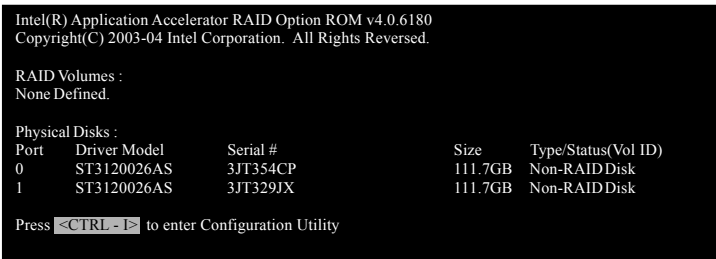 Intel(R) Application Accelerator RAID Option ROM v4.0.6180
Copyright(C) 2003-04 Intel Corporation.  All Rights Reversed.
RAID Volumes :
None Defined.
Physical Disks :
Port Driver Model Serial # Size Type/Status(Vol ID)
0 ST3120026AS 3JT354CP 111.7GB Non-RAID Disk
1 ST3120026AS 3JT329JX 111.7GB Non-RAID Disk
Press <CTRL - I> to enter Configuration Utility